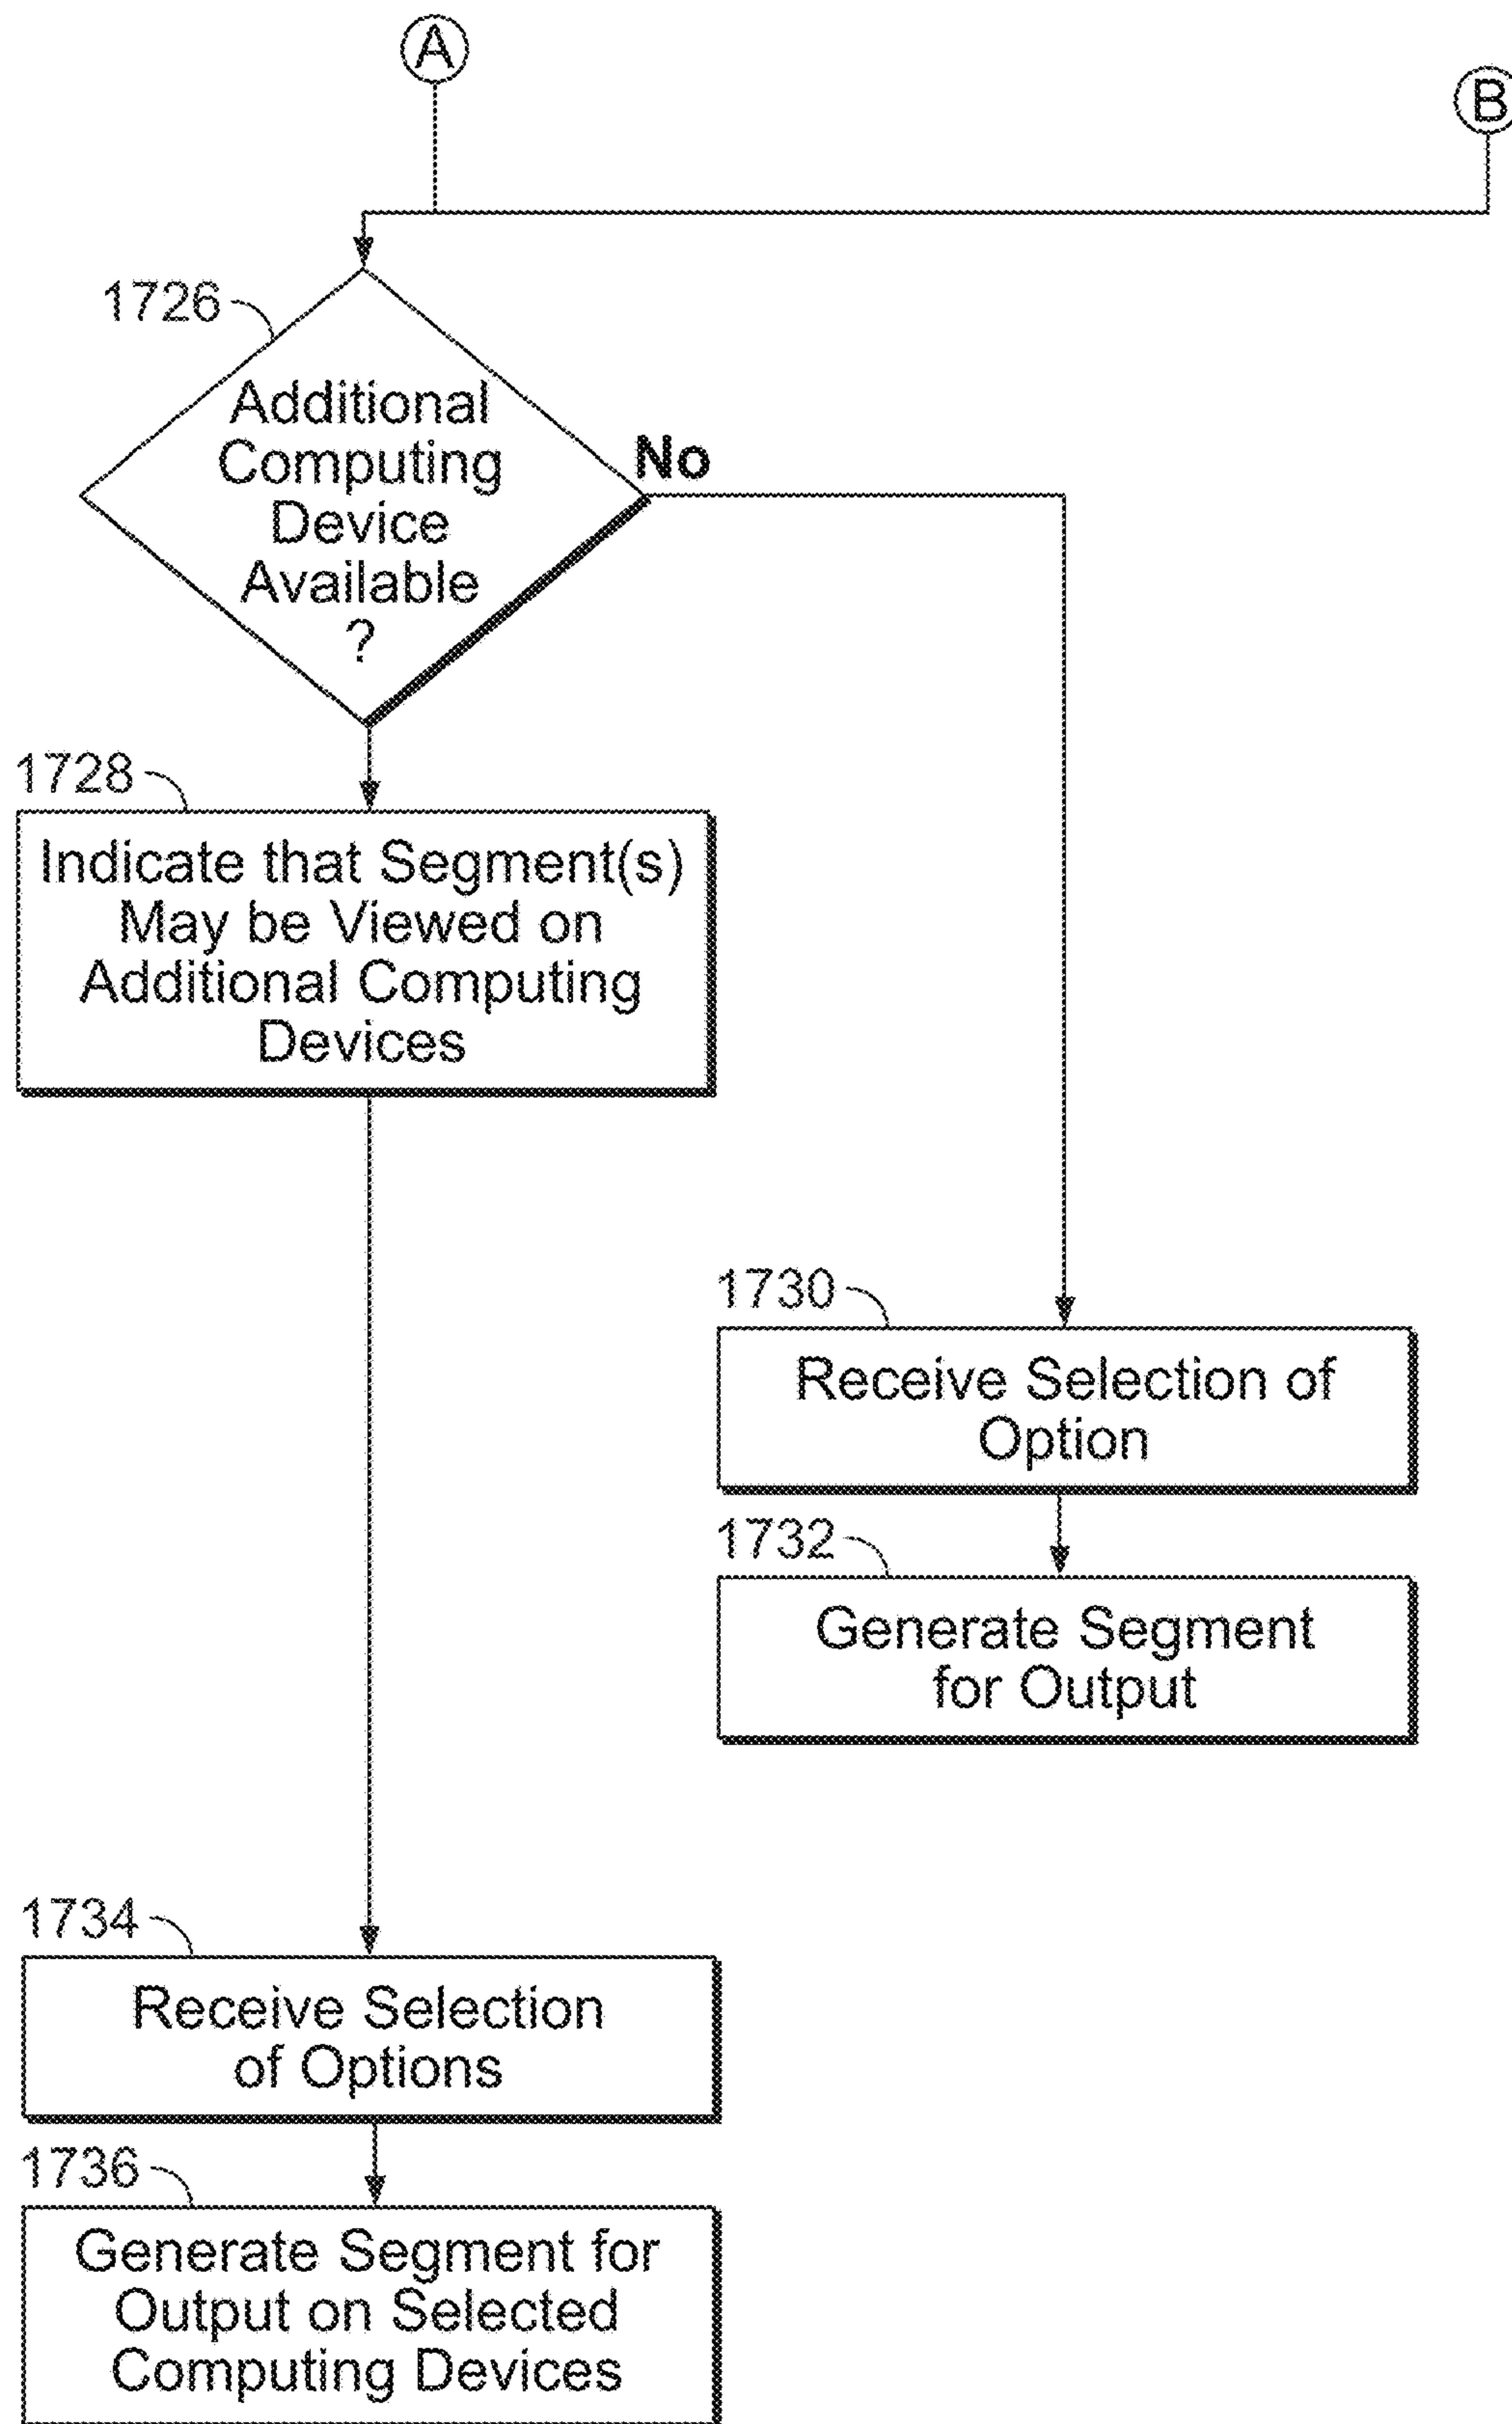 A
B
1726
Additional
Computing
Device
Available
?
No
1728
Indicate that Segment(s)
May be Viewed on
Additional Computing
Devices
1730
Receive Selection of
Option
1732
Generate Segment
for Output
1734
Receive Selection
of Options
1736
Generate Segment for
Output on Selected
Computing Devices